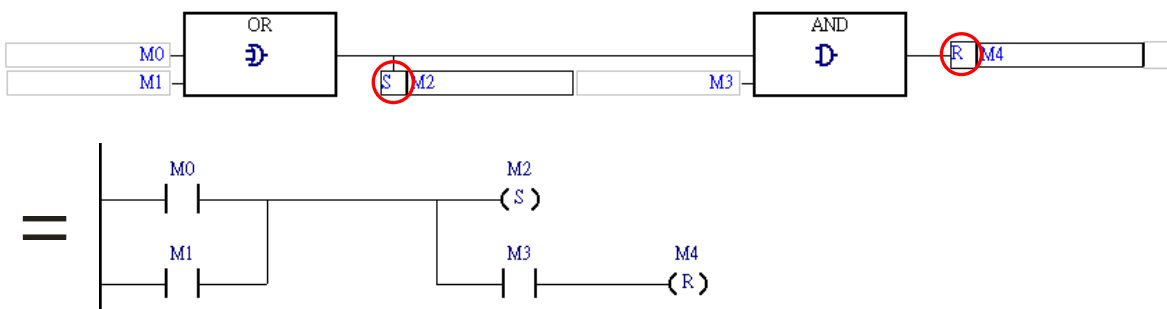 OR AND
M0 R M4
M1 S M2 M3
=
M0 M2
S
M1 M3 M4
R